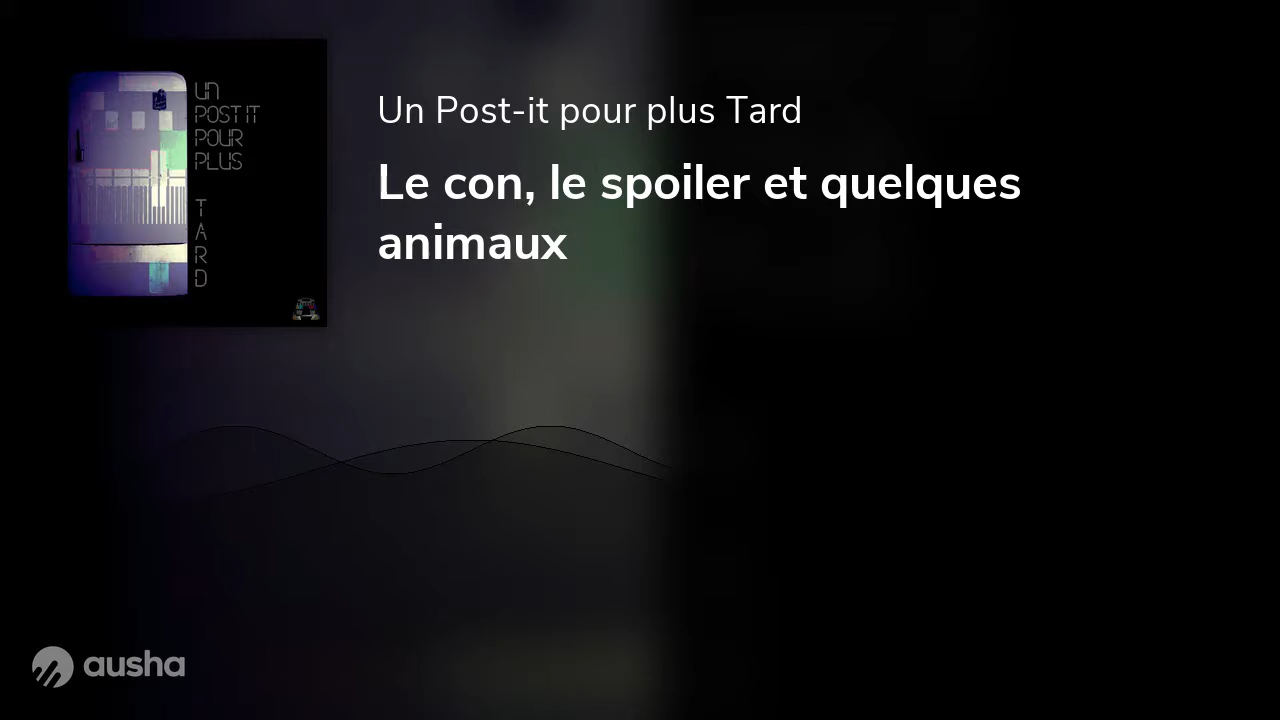 UN
POST IT
POUR
PLUS
T
A
R
D
Un Post-it pour plus Tard
Le con, le spoiler et quelques
animaux
ausha